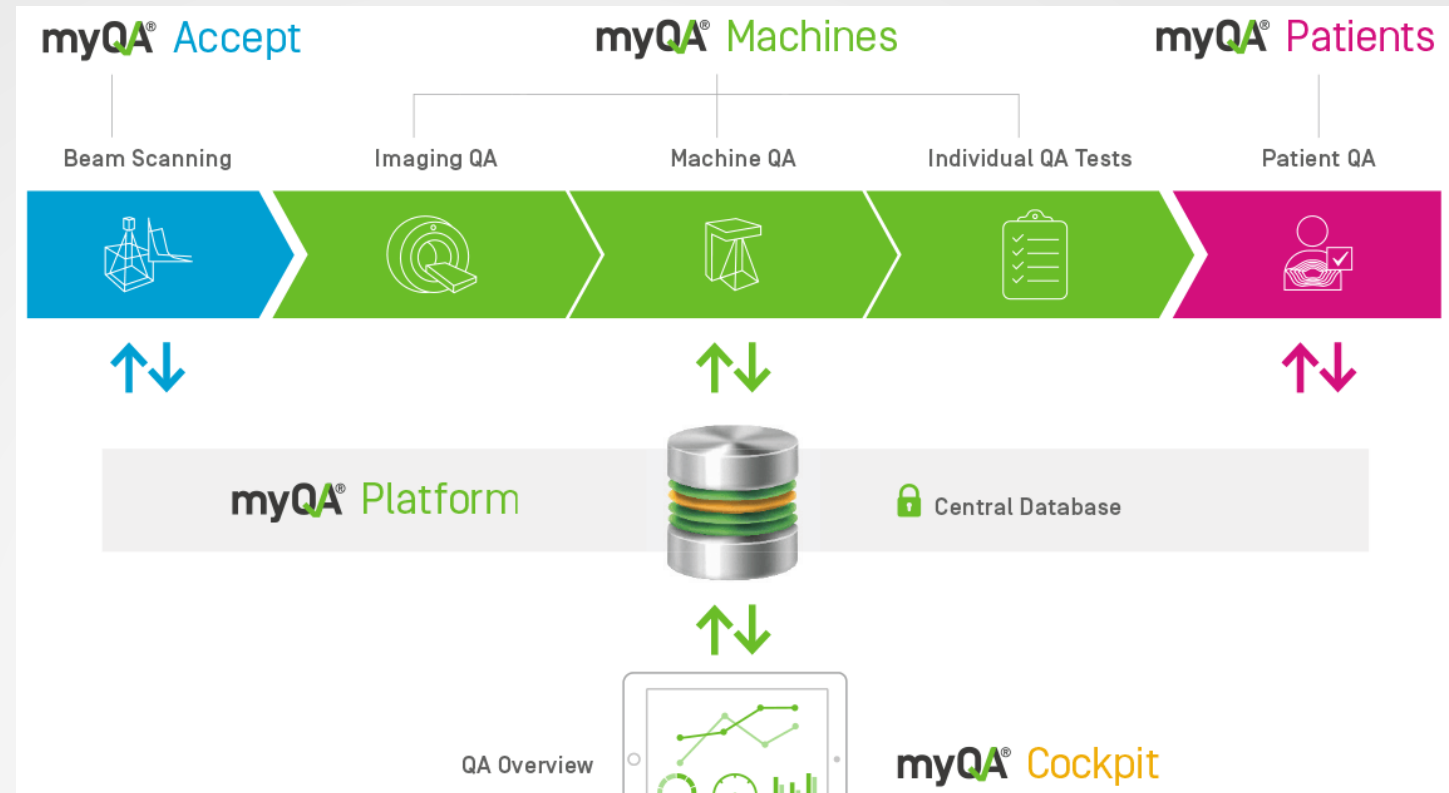 myQA® Accept
myQA® Machines
myQA® Patients
Beam Scanning
Imaging QA
Machine QA
Individual QA Tests
Patient QA
myQA® Platform
Central Database
QA Overview
myQA® Cockpit